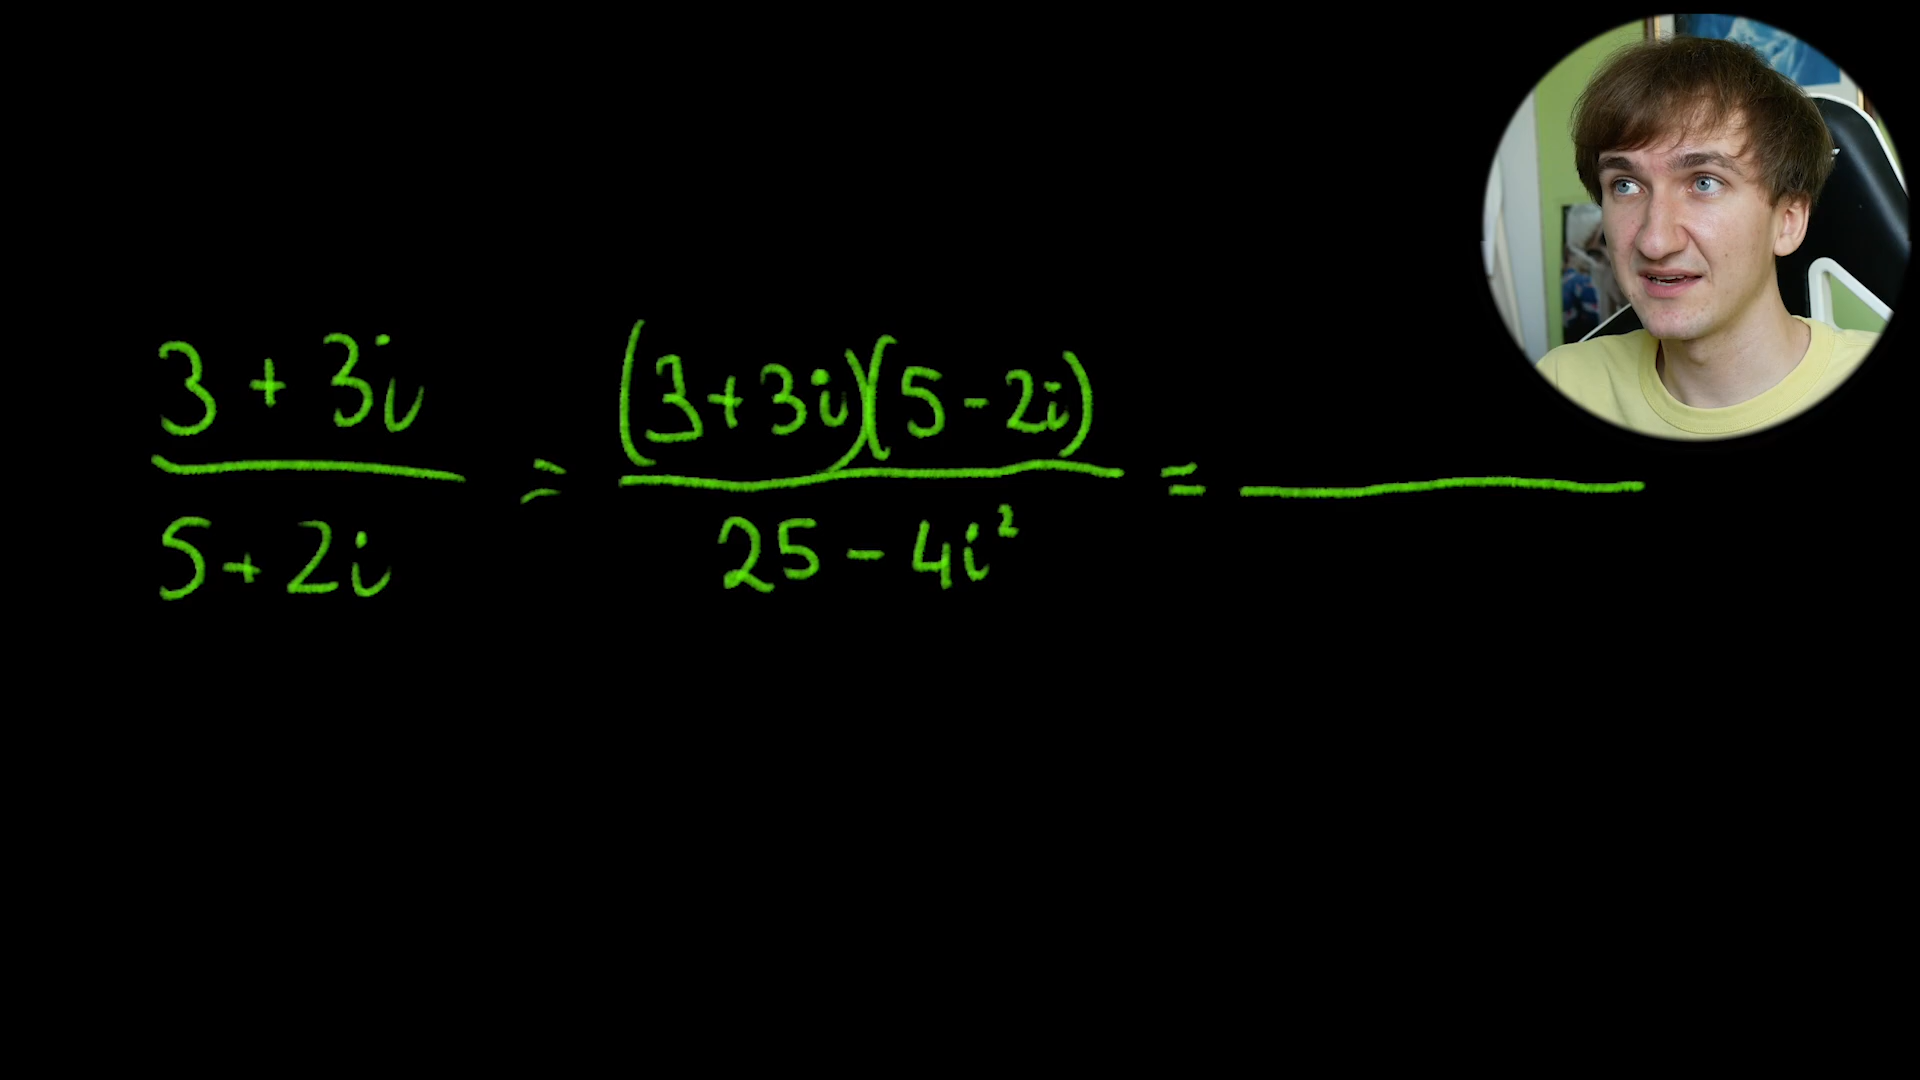 3 + 3i / 5 + 2i = (3 + 3i)(5 - 2i) / 25 - 4i² =